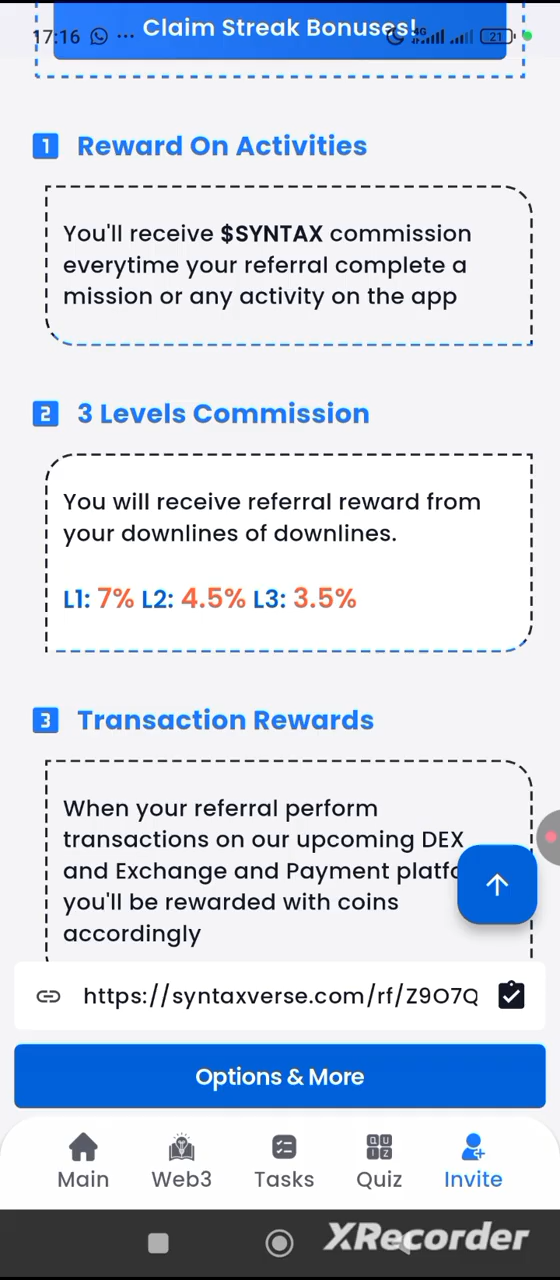 Claim Streak Bonuses!
17:16 ... 4G 21
1 Reward On Activities
You'll receive $SYNTAX commission
everytime your referral complete a
mission or any activity on the app
2 3 Levels Commission
You will receive referral reward from
your downlines of downlines.
L1: 7% L2: 4.5% L3: 3.5%
3 Transaction Rewards
When your referral perform
transactions on our upcoming DEX
and Exchange and Payment
you'll be rewarded with coins
accordingly
https://syntaxverse.com/rf/Z9O7Q
Options & More
QUIZ
Main Web3 Tasks Quiz Invite
XRecorder